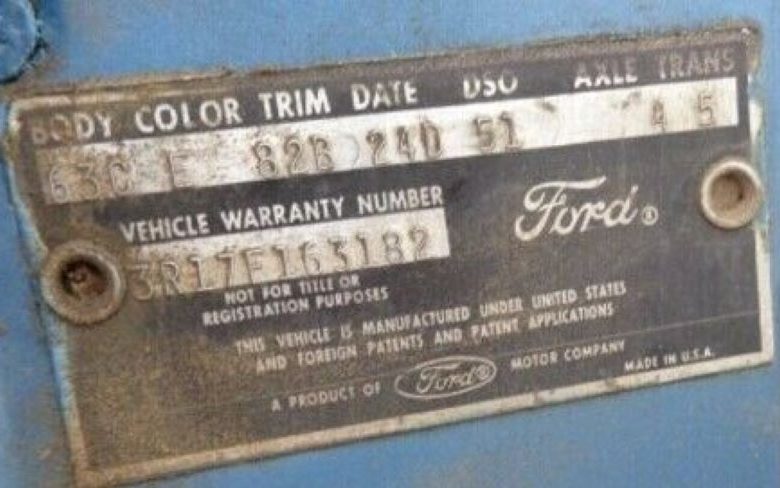 BODY COLOR TRIM DATE DSO AXLE TRANS
63C E 82B 24D 51 A 5
VEHICLE WARRANTY NUMBER
3R17F163182
Ford ®
NOT FOR TITLE OR
REGISTRATION PURPOSES
THIS VEHICLE IS MANUFACTURED UNDER UNITED STATES
AND FOREIGN PATENTS AND PATENT APPLICATIONS
A PRODUCT OF Ford® MOTOR COMPANY MADE IN U.S.A.